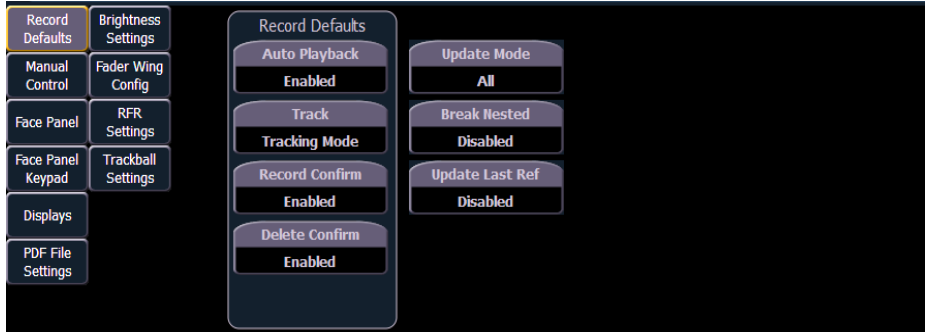 Record
Defaults
Brightness
Settings
Manual
Control
Fader Wing
Config
Face Panel
RFR
Settings
Face Panel
Keypad
Trackball
Settings
Displays
PDF File
Settings
Record Defaults
Auto Playback
Enabled
Track
Tracking Mode
Record Confirm
Enabled
Delete Confirm
Enabled
Update Mode
All
Break Nested
Disabled
Update Last Ref
Disabled